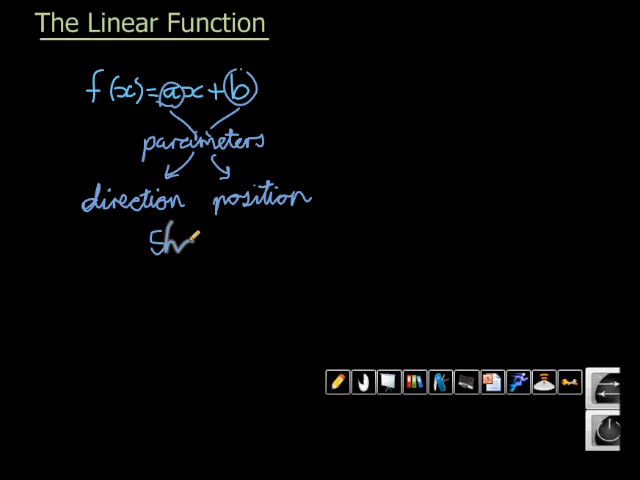 The Linear Function
f(x)=ax+b
parameters
direction position